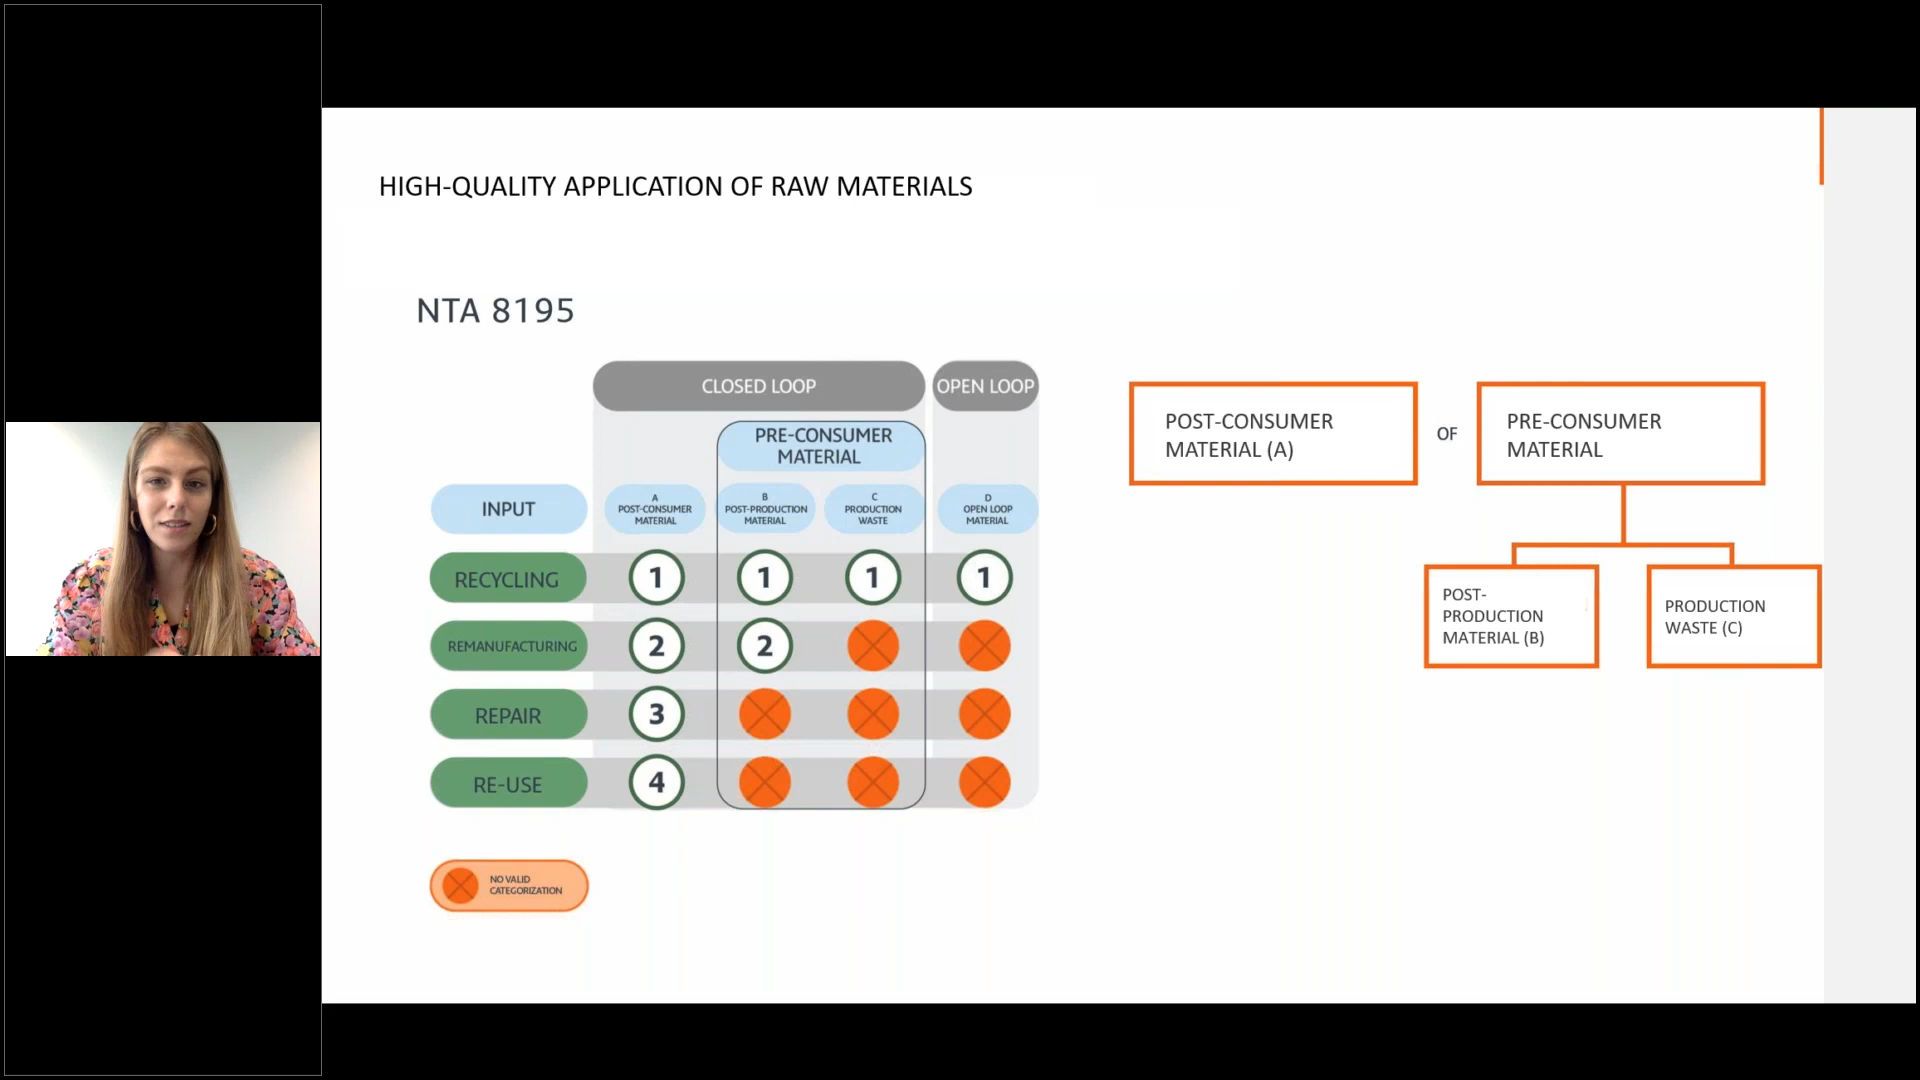 HIGH-QUALITY APPLICATION OF RAW MATERIALS
NTA 8195
CLOSED LOOP
OPEN LOOP
PRE-CONSUMER
MATERIAL
INPUT
A
POST-CONSUMER
MATERIAL
B
POST-PRODUCTION
MATERIAL
C
PRODUCTION
WASTE
D
OPEN LOOP
MATERIAL
RECYCLING 1 1 1 1
REMANUFACTURING 2 2
REPAIR 3
RE-USE 4
NO VALID
CATEGORIZATION
POST-CONSUMER
MATERIAL (A)
OF
PRE-CONSUMER
MATERIAL
POST-
PRODUCTION
MATERIAL (B)
PRODUCTION
WASTE (C)